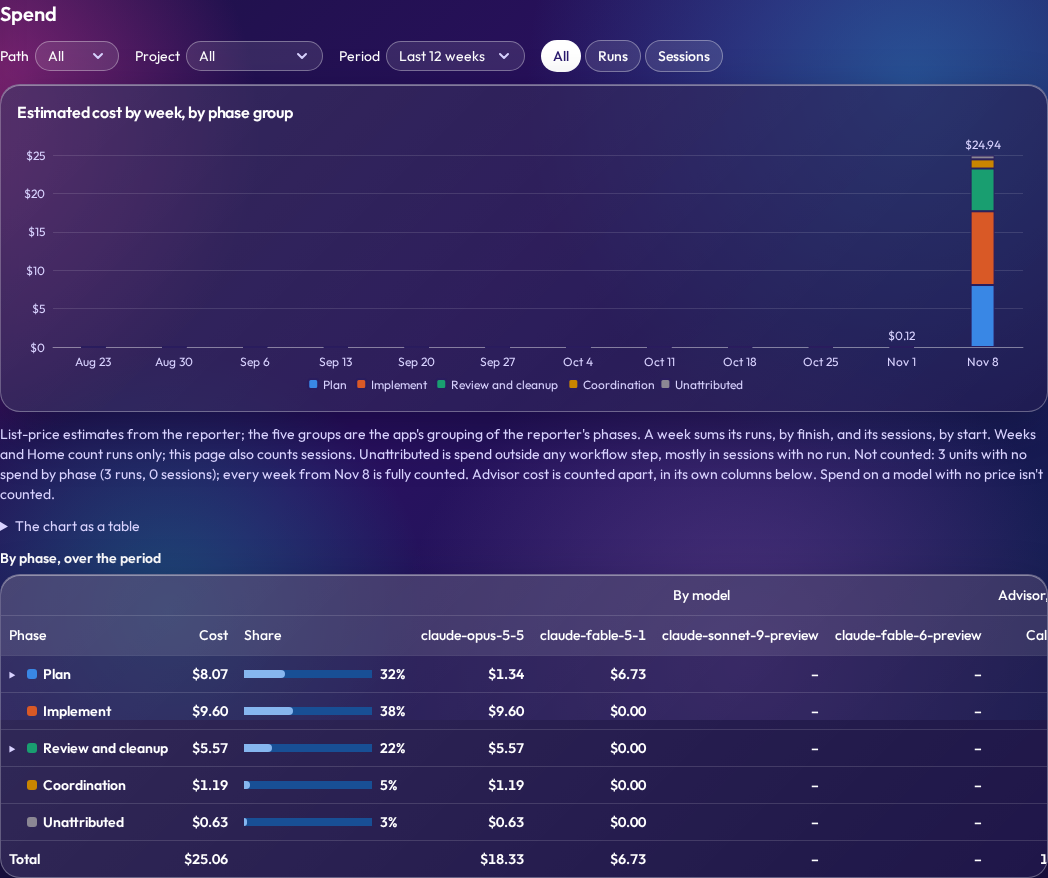 Spend
Path All Project All Period Last 12 weeks All Runs Sessions
Estimated cost by week, by phase group
$24.94
$25
$20
$15
$10
$5
$0.12
$0
Aug 23 Aug 30 Sep 6 Sep 13 Sep 20 Sep 27 Oct 4 Oct 11 Oct 18 Oct 25 Nov 1 Nov 8
Plan Implement Review and cleanup Coordination Unattributed
List-price estimates from the reporter; the five groups are the app's grouping of the reporter's phases. A week sums its runs, by finish, and its sessions, by start. Weeks
and Home count runs only; this page also counts sessions. Unattributed is spend outside any workflow step, mostly in sessions with no run. Not counted: 3 units with no
spend by phase (3 runs, 0 sessions); every week from Nov 8 is fully counted. Advisor cost is counted apart, in its own columns below. Spend on a model with no price isn't
counted.
The chart as a table
By phase, over the period
By model Advisor,
Phase Cost Share claude-opus-5-5 claude-fable-5-1 claude-sonnet-9-preview claude-fable-6-preview Cal
Plan $8.07 32% $1.34 $6.73 – –
Implement $9.60 38% $9.60 $0.00 – –
Review and cleanup $5.57 22% $5.57 $0.00 – –
Coordination $1.19 5% $1.19 $0.00 – –
Unattributed $0.63 3% $0.63 $0.00 – –
Total $25.06 $18.33 $6.73 – – 1